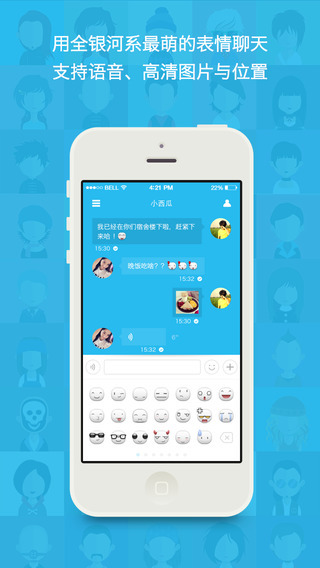 用全银河系最萌的表情聊天
支持语音、高清图片与位置
BELL 4:21 PM 100%
小西瓜
我已经在你们宿舍楼下啦，赶紧下
来哈！
15:30
晚饭吃啥？？
15:32
15:30
6"
15:32